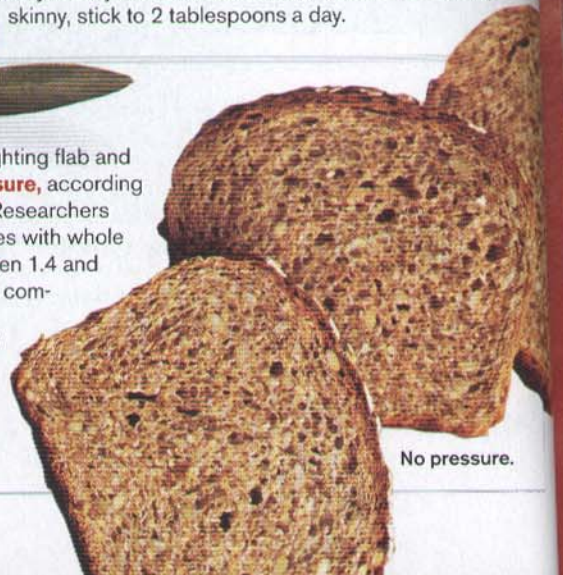 skinny, stick to 2 tablespoons a day.
hting flab and
sure, according
Researchers
es with whole
en 1.4 and
com-
No pressure.